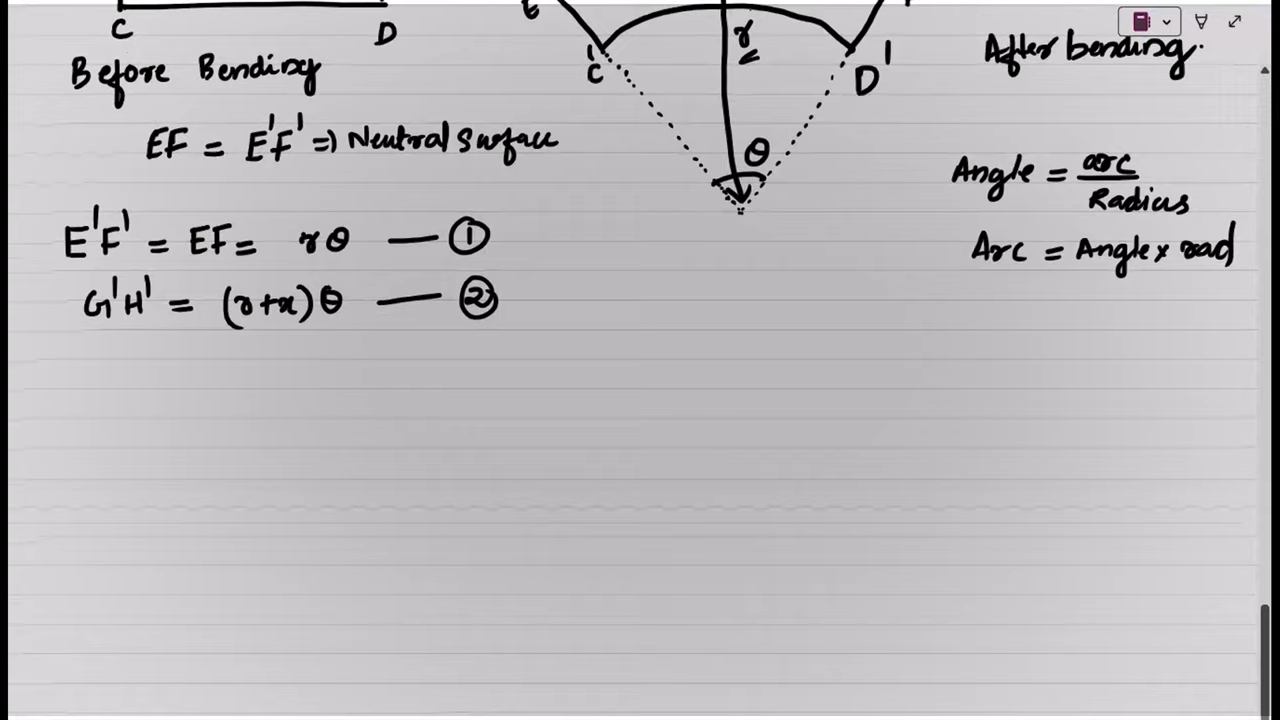 C D
Before Bending
E
C' D'
r
After bending.
EF = E'F' => Neutral Surface
θ
Angle = arc / Radius
E'F' = EF = rθ — ①
Arc = Angle x rad
G'H' = (r+x)θ — ②